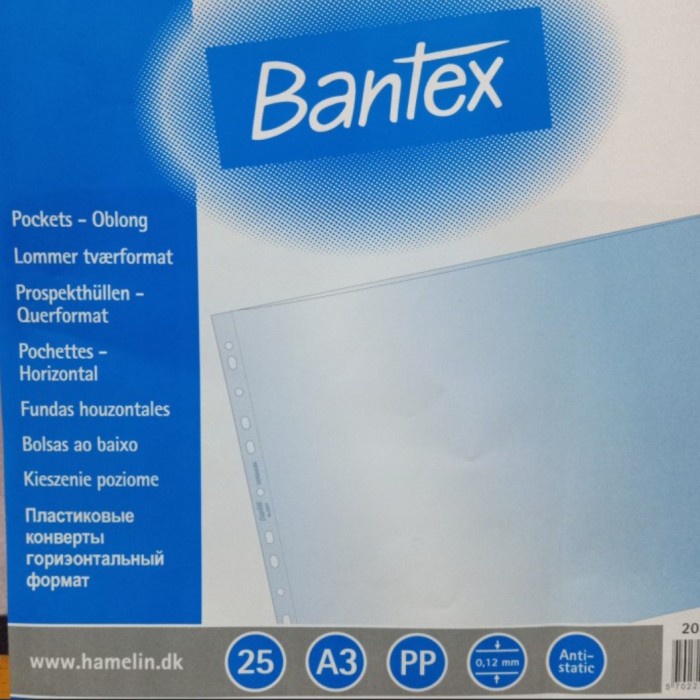 Bantex
Pockets – Oblong
Lommer tværformat
Prospekthüllen –
Querformat
Pochettes –
Horizontal
Fundas houzontales
Bolsas ao baixo
Kieszenie poziome
Пластиковые
конверты
горизонтальный
формат
www.hamelin.dk
25
A3
PP
0,12 mm
Anti-
static
20